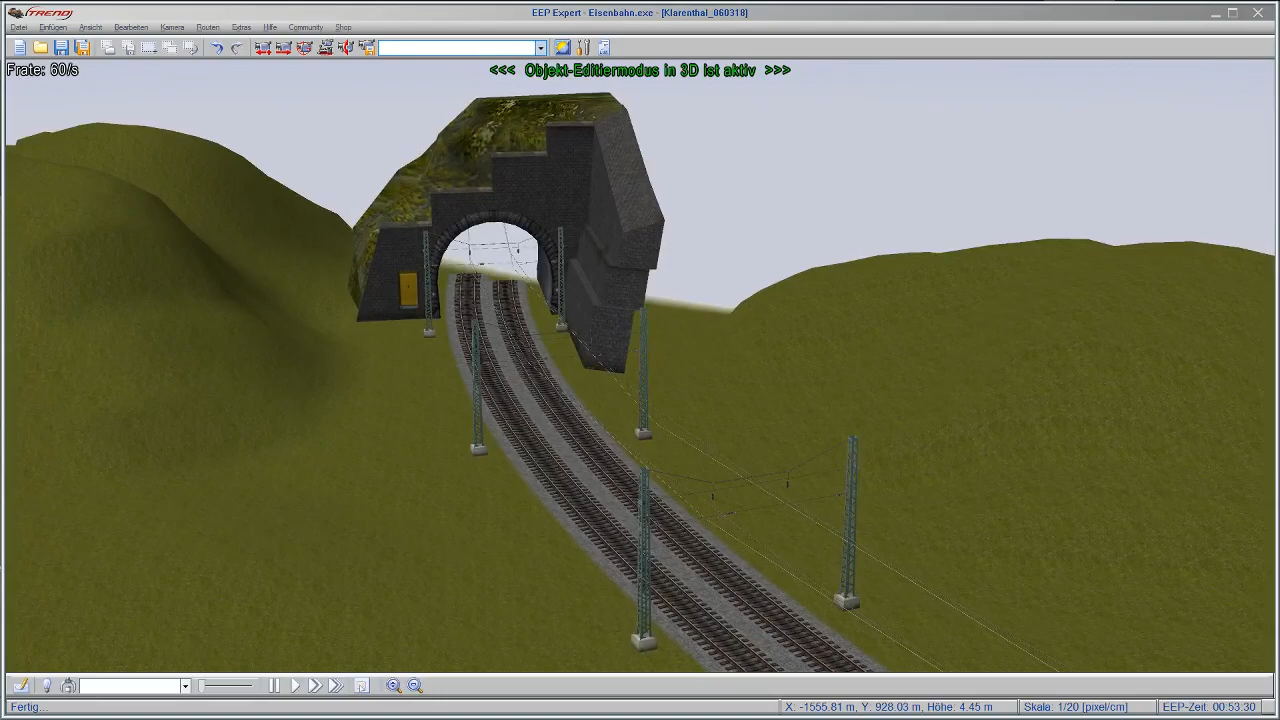 TREND
EEP Expert - Eisenbahn.exe - [Klarenthal_060318]
Datei Einfügen Ansicht Bearbeiten Kamera Routen Extras Hilfe Community Shop
Frate: 60/s
<<< Objekt-Editiermodus in 3D ist aktiv >>>
Fertig...
X: -1555.81 m, Y: 928.03 m, Höhe: 4.45 m
Skala: 1/20 [pixel/cm]
EEP-Zeit: 00:53:30